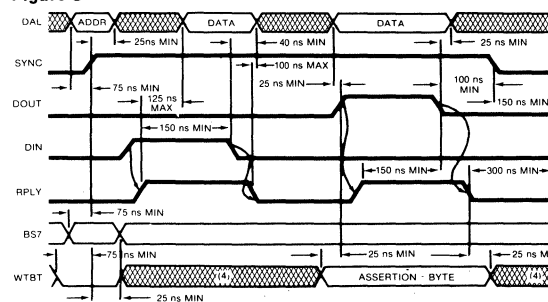 DAL ADDR DATA DATA
25ns MIN 40 ns MIN 25 ns MIN
SYNC
100 ns MAX
75 ns MIN 25 ns MIN 100 ns MIN
125 ns MAX 150 ns MIN
DOUT
150 ns MIN
DIN
150 ns MIN 300 ns MIN
RPLY
75 ns MIN
BS7
75 ns MIN 25 ns MIN 25 ns M
WTBT (4) ASSERTION - BYTE (4)
25 ns MIN